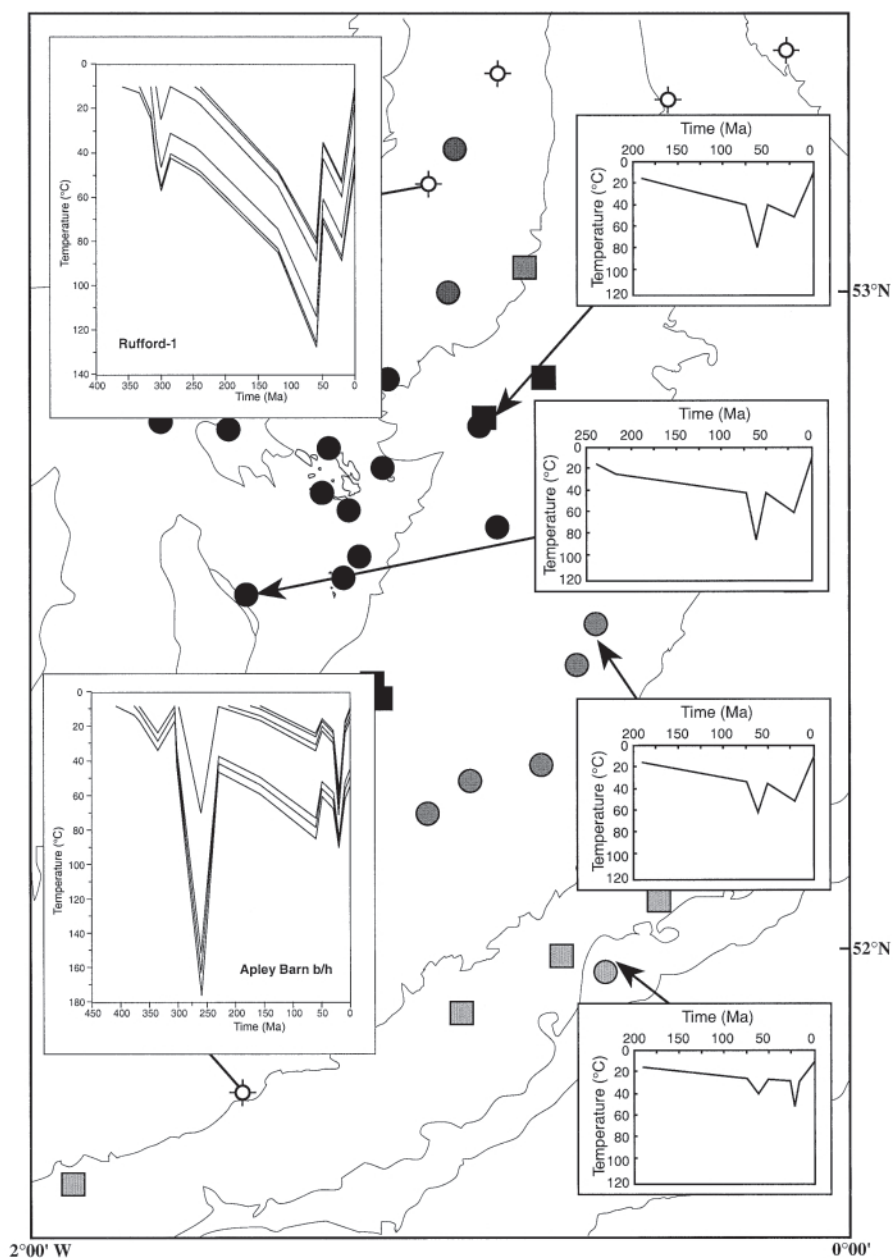 0
20
40
60
80
100
120
140
Temperature (°C)
400 350 300 250 200 150 100 50 0
Time (Ma)
Rufford-1
Time (Ma)
200 150 100 50 0
0
20
40
60
80
100
120
Temperature (°C)
53°N
Time (Ma)
250 200 150 100 50 0
0
20
40
60
80
100
120
Temperature (°C)
0
20
40
60
80
100
120
140
160
180
Temperature (°C)
450 400 350 300 250 200 150 100 50 0
Time (Ma)
Apley Barn b/h
Time (Ma)
200 150 100 50 0
0
20
40
60
80
100
120
Temperature (°C)
52°N
Time (Ma)
200 150 100 50 0
0
20
40
60
80
100
120
Temperature (°C)
2°00' W
0°00'